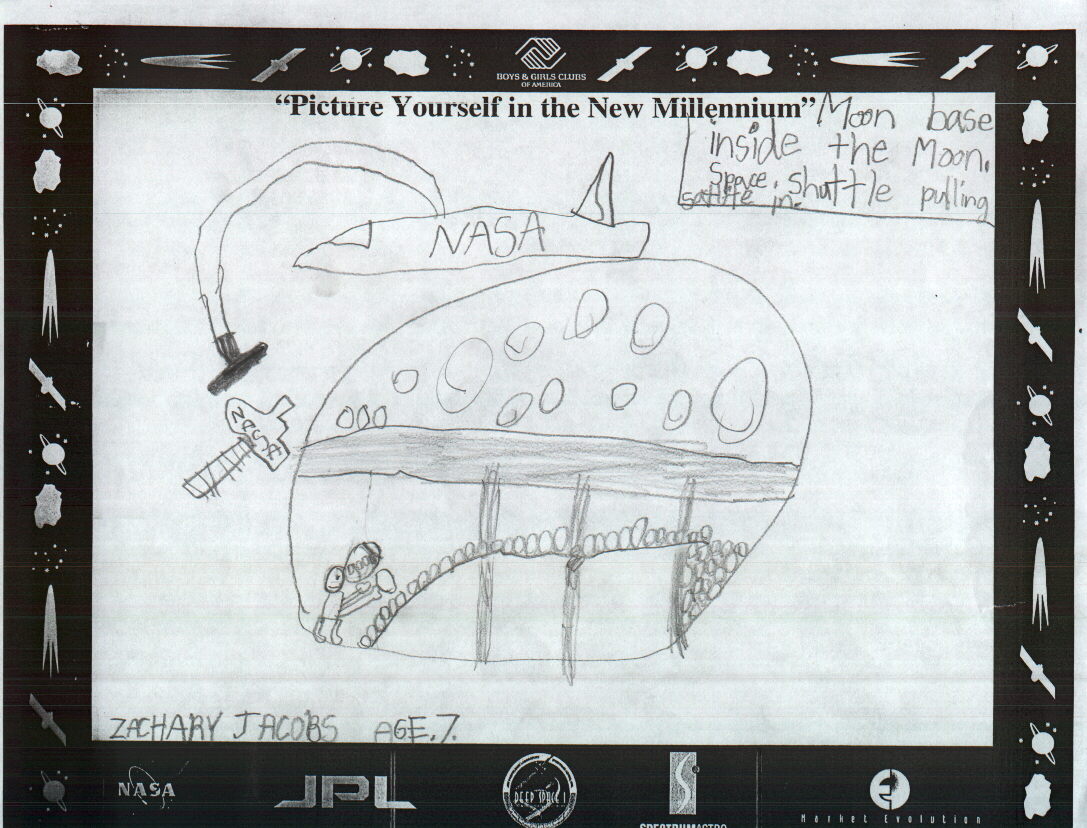 BOYS & GIRLS CLUBS
OF AMERICA
“Picture Yourself in the New Millennium”
Moon base
inside the Moon.
Space. shuttle pulling
satlite in.
NASA
NASA
ZACHARY JACOBS AGE.7.
NASA
JPL
DEEP SPACE 1
SPECTRUMASTRO
Market Evolution